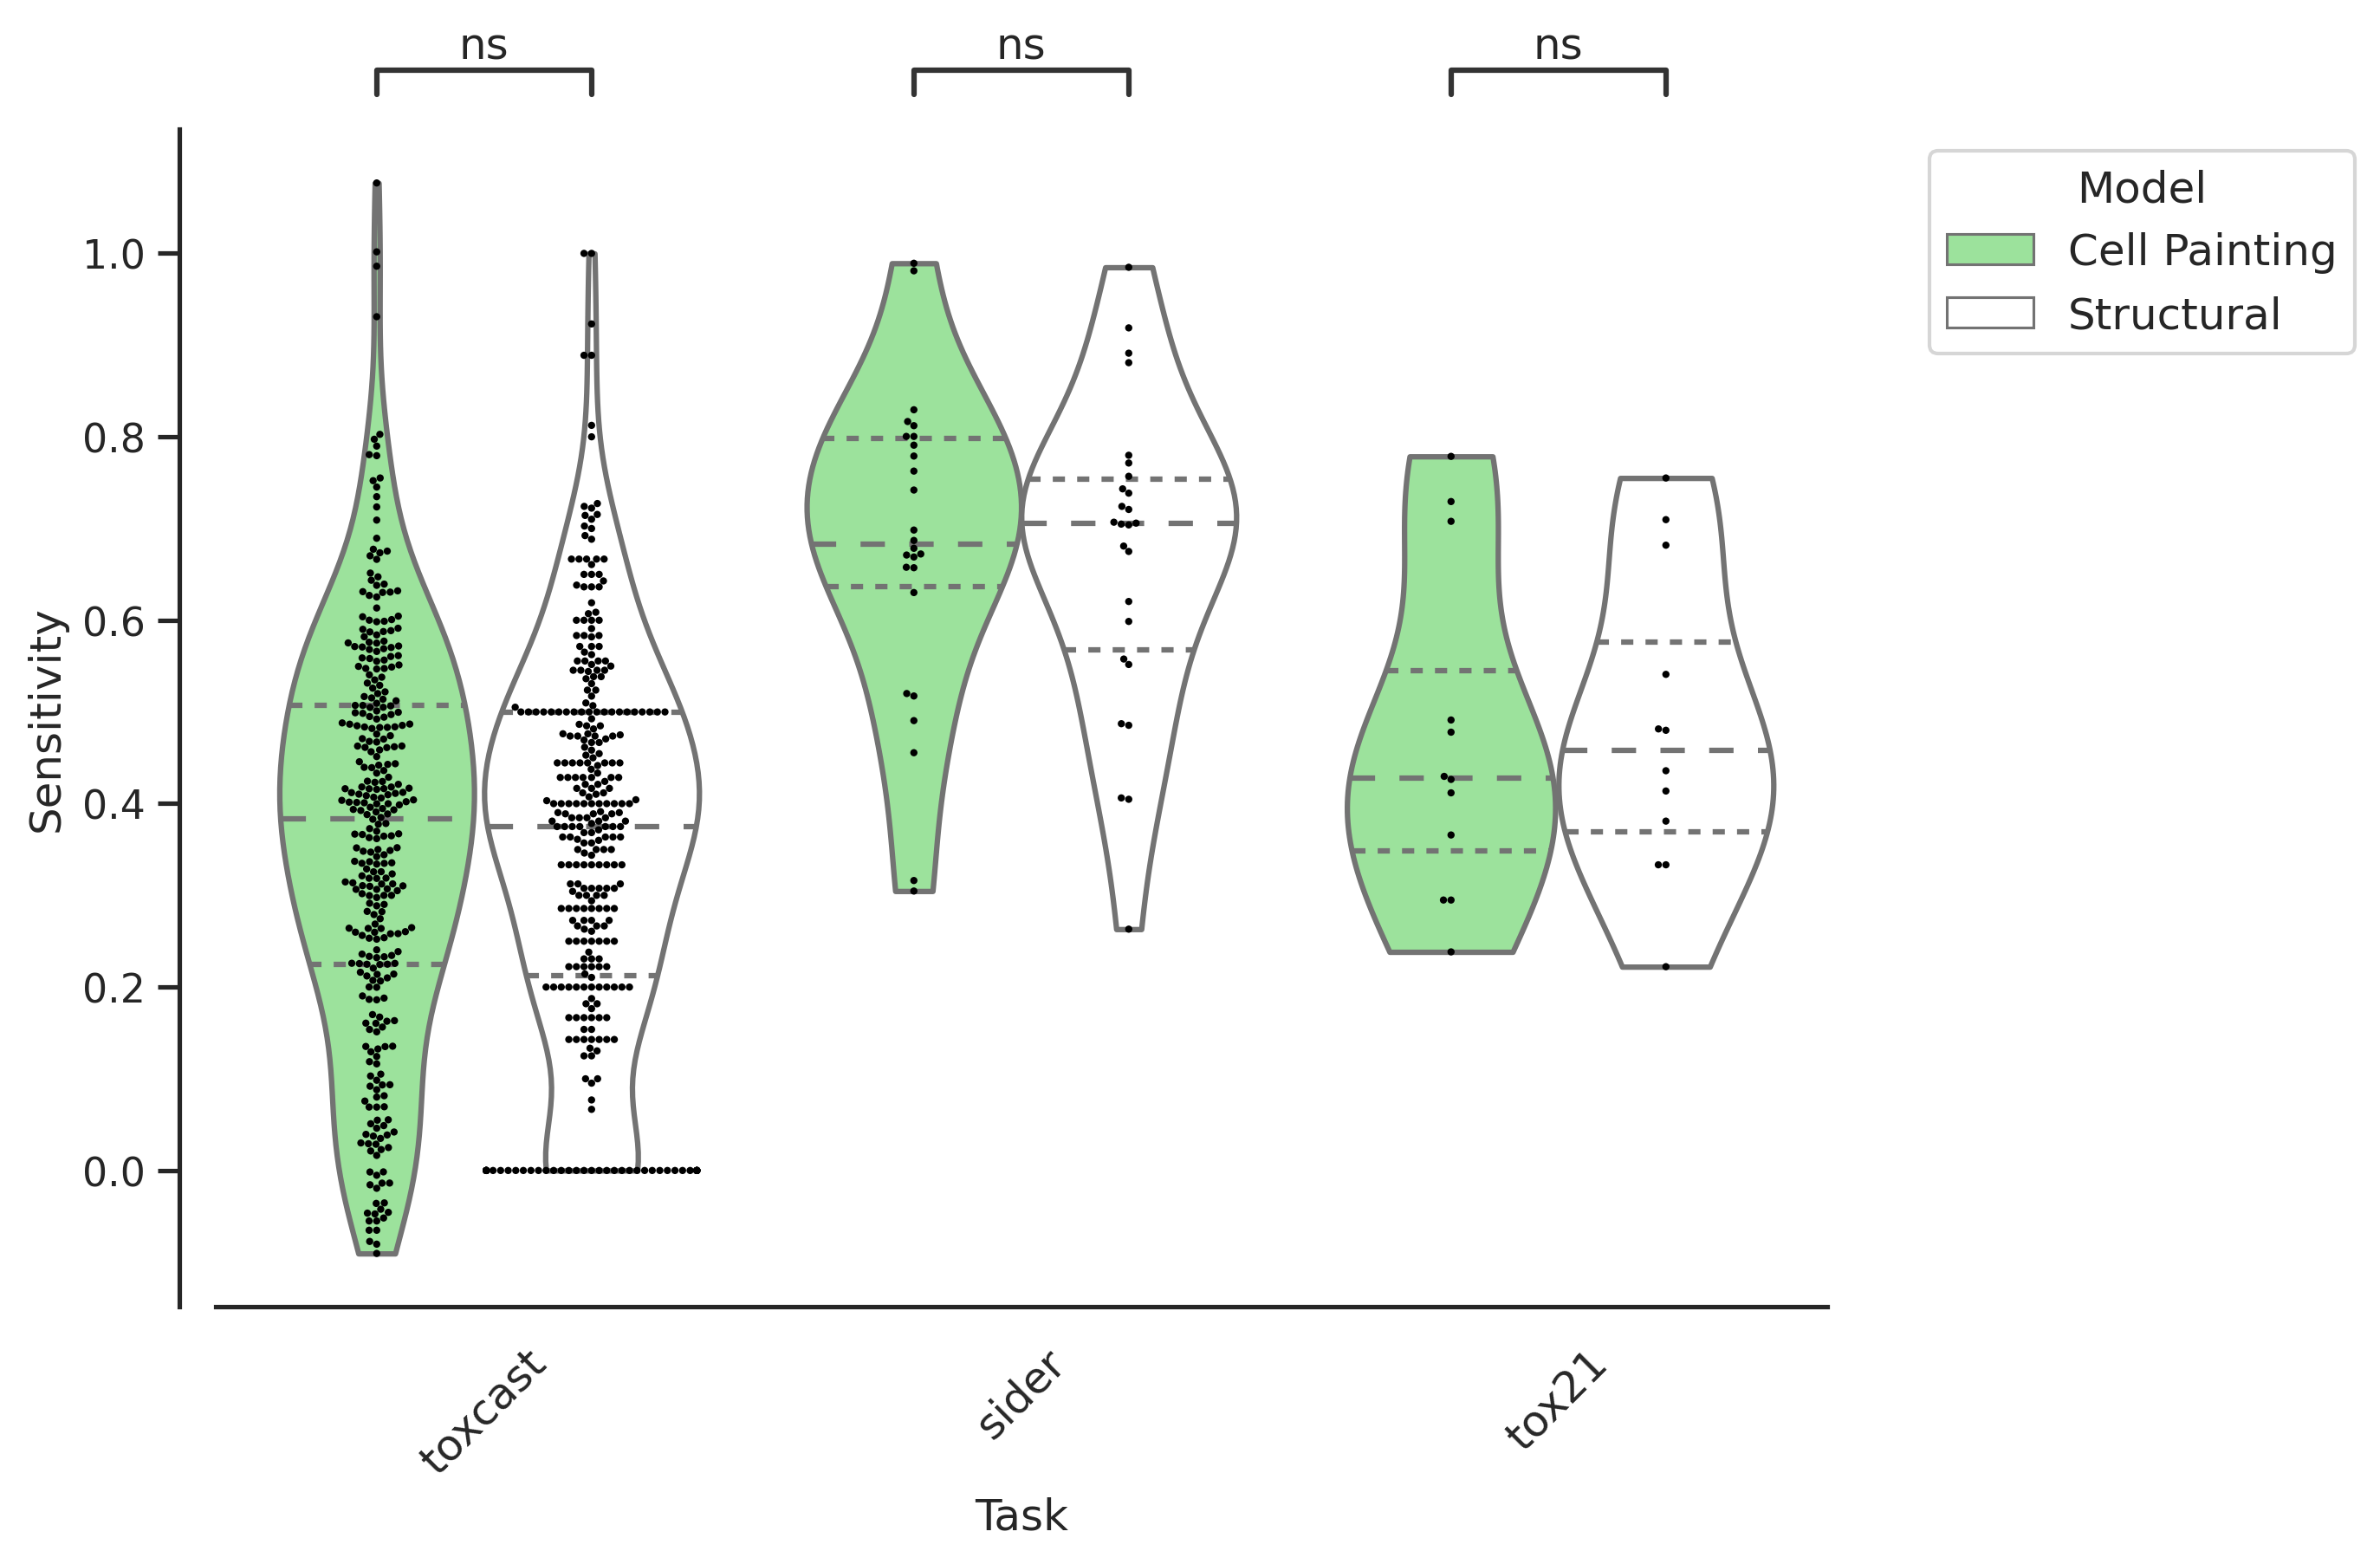 ns ns ns
Model
Cell Painting
Structural
1.0
0.8
0.6
0.4
0.2
0.0
Sensitivity
toxcast sider tox21
Task